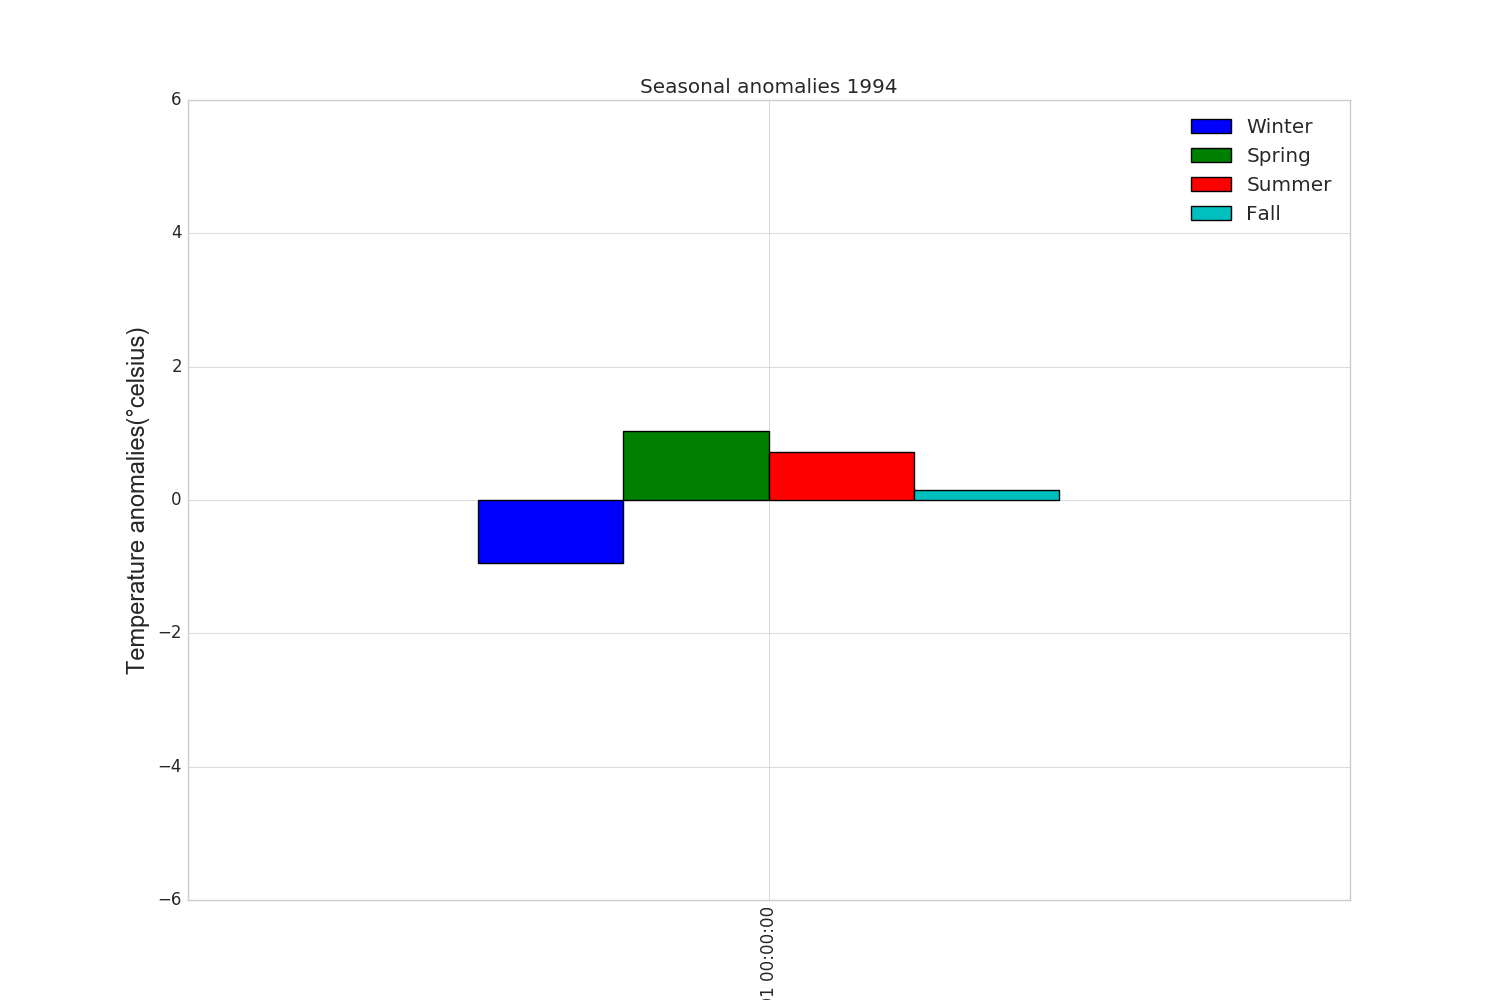 Seasonal anomalies 1994
6
4
2
0
−2
−4
−6
Temperature anomalies(°celsius)
Winter
Spring
Summer
Fall
01 00:00:00